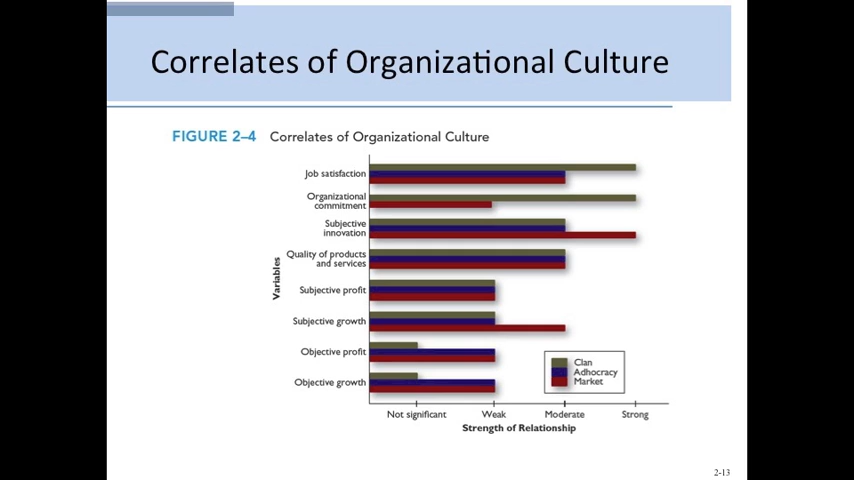 Correlates of Organizational Culture
FIGURE 2–4 Correlates of Organizational Culture
Job satisfaction
Organizational
commitment
Subjective
innovation
Quality of products
and services
Subjective profit
Subjective growth
Objective profit
Objective growth
Variables
Clan
Adhocracy
Market
Not significant Weak Moderate Strong
Strength of Relationship
2-13